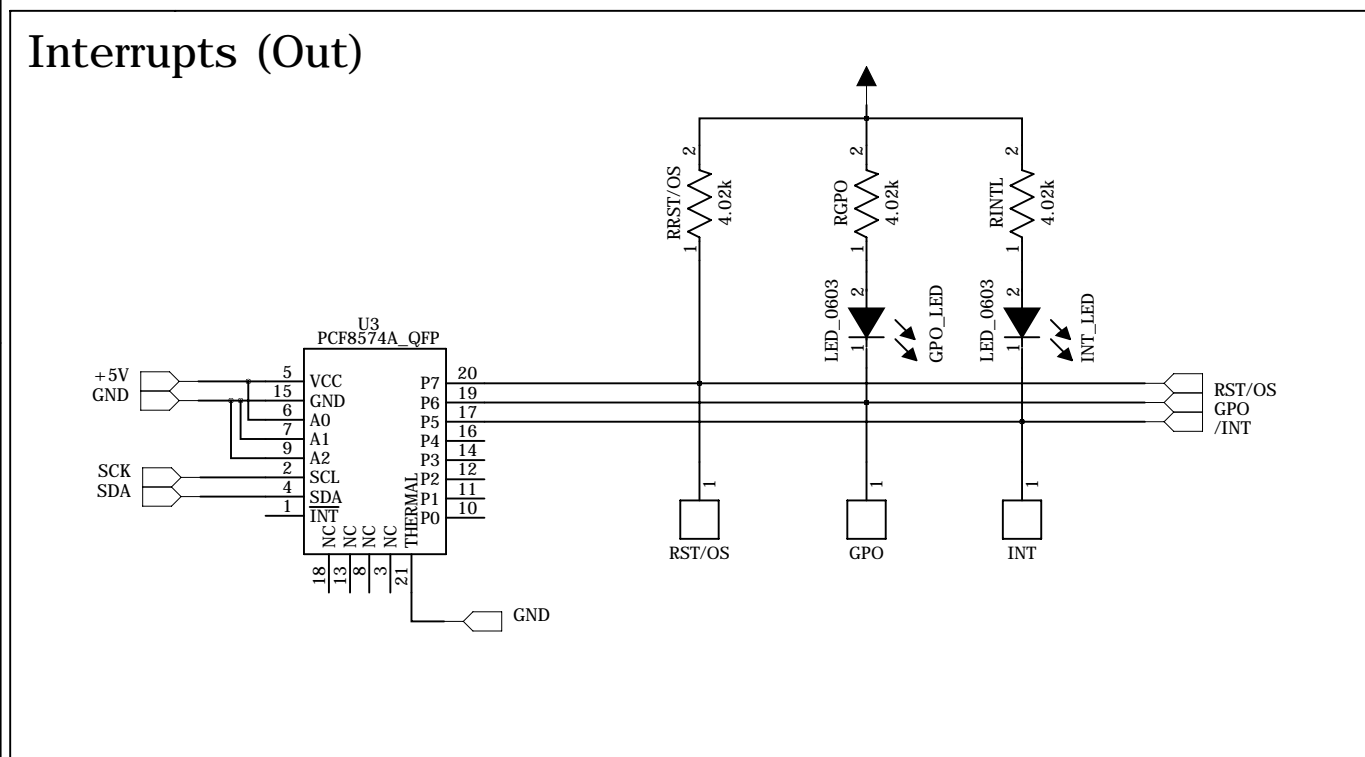 Interrupts (Out)
2
2
2
RRST/OS
4.02k
RGPO
4.02k
RINTL
4.02k
1
1
1
LED_0603
2
1
GPO_LED
LED_0603
2
1
INT_LED
U3
PCF8574A_QFP
+5V
GND
SCK
SDA
5
15
6
7
9
2
4
1
VCC
GND
A0
A1
A2
SCL
SDA
INT
P7
P6
P5
P4
P3
P2
P1
P0
20
19
17
16
14
12
11
10
NC
NC
NC
NC
THERMAL
18
13
8
3
21
GND
RST/OS
GPO
/INT
1
1
1
RST/OS
GPO
INT